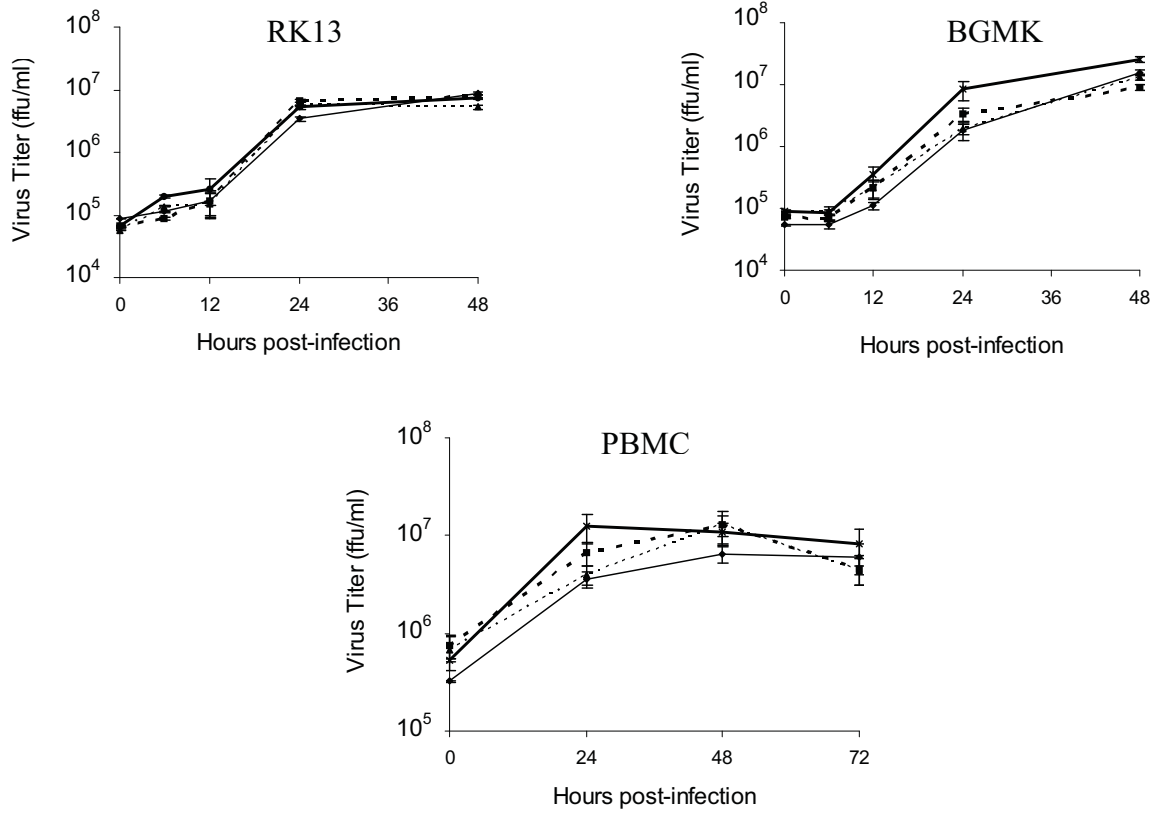 RK13
Virus Titer (ffu/ml)
10^8
10^7
10^6
10^5
10^4
0 12 24 48
Hours post-infection
BGMK
Virus Titer (ffu/ml)
10^8
10^7
10^6
10^5
10^4
0 12 24 36 48
Hours post-infection
PBMC
Virus Titer (ffu/ml)
10^8
10^7
10^6
10^5
0 24 48 72
Hours post-infection